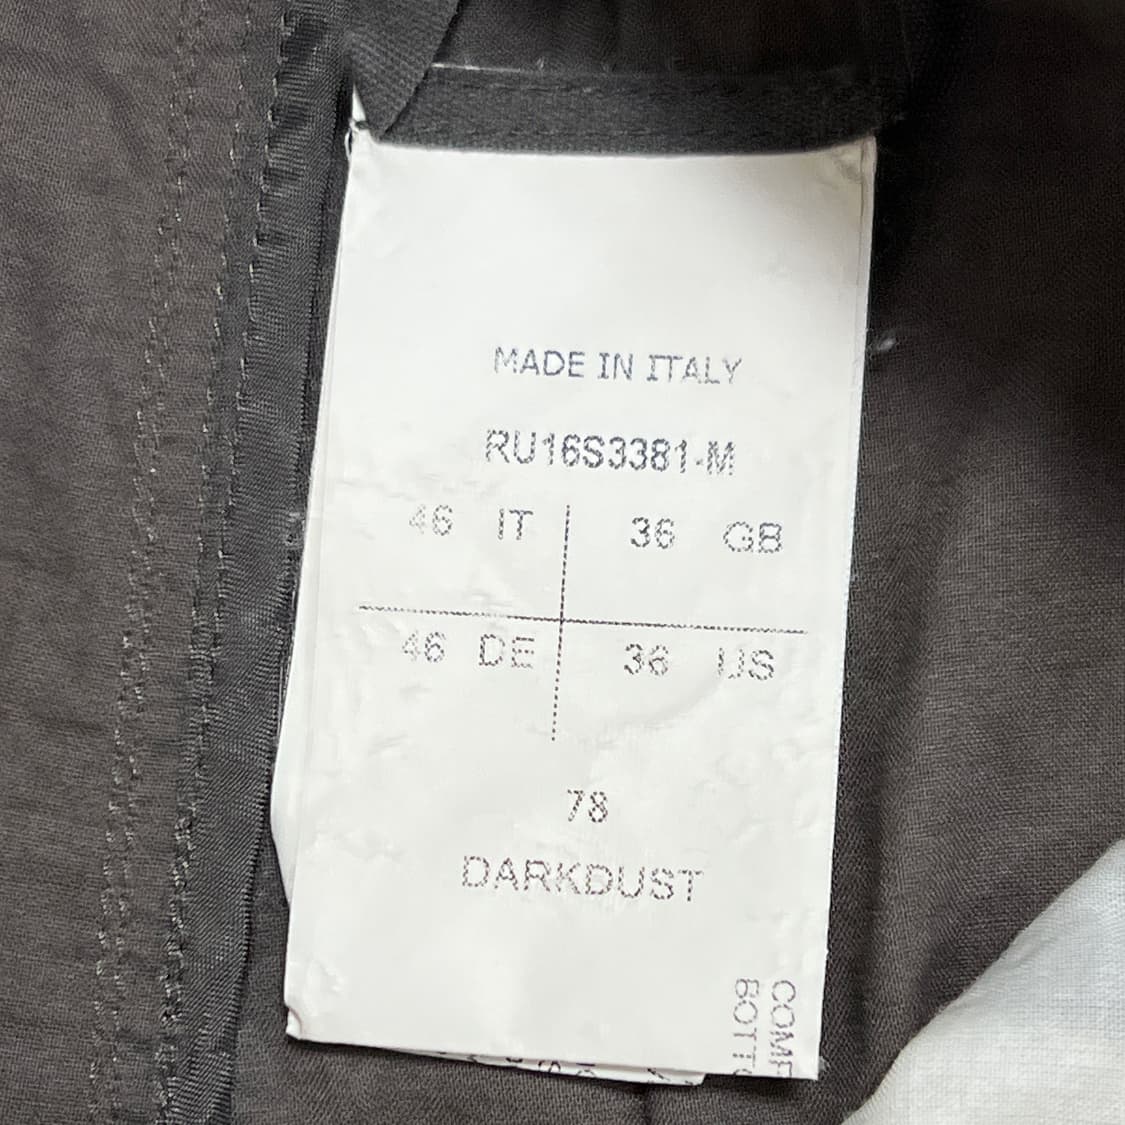 MADE IN ITALY
RU16S3381-M
46 IT 36 GB
46 DE 36 US
78
DARKDUST